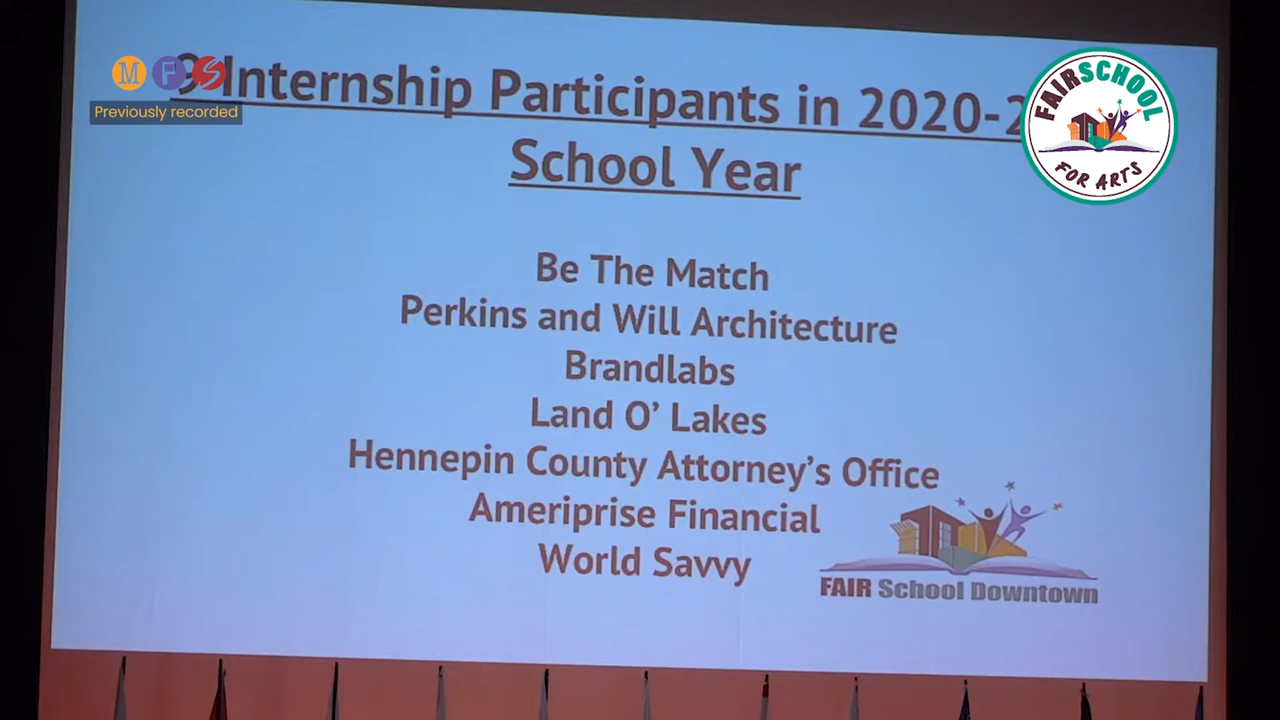 M F S
Previously recorded
9 Internship Participants in 2020-2
School Year
Be The Match
Perkins and Will Architecture
Brandlabs
Land O’ Lakes
Hennepin County Attorney’s Office
Ameriprise Financial
World Savvy
FAIR School Downtown
FAIRSCHOOL
FOR ARTS